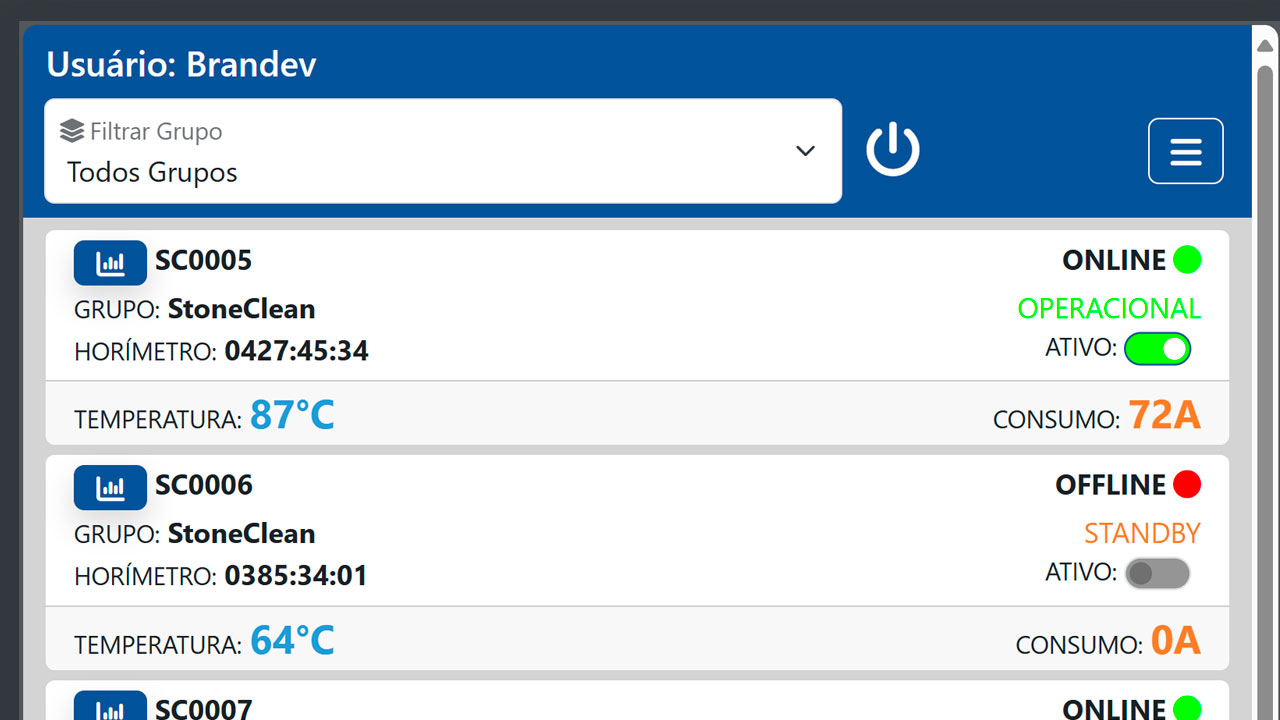 Usuário: Brandev
Filtrar Grupo
Todos Grupos
SC0005 ONLINE
GRUPO: StoneClean OPERACIONAL
HORÍMETRO: 0427:45:34 ATIVO:
TEMPERATURA: 87°C CONSUMO: 72A
SC0006 OFFLINE
GRUPO: StoneClean STANDBY
HORÍMETRO: 0385:34:01 ATIVO:
TEMPERATURA: 64°C CONSUMO: 0A
SC0007 ONLINE